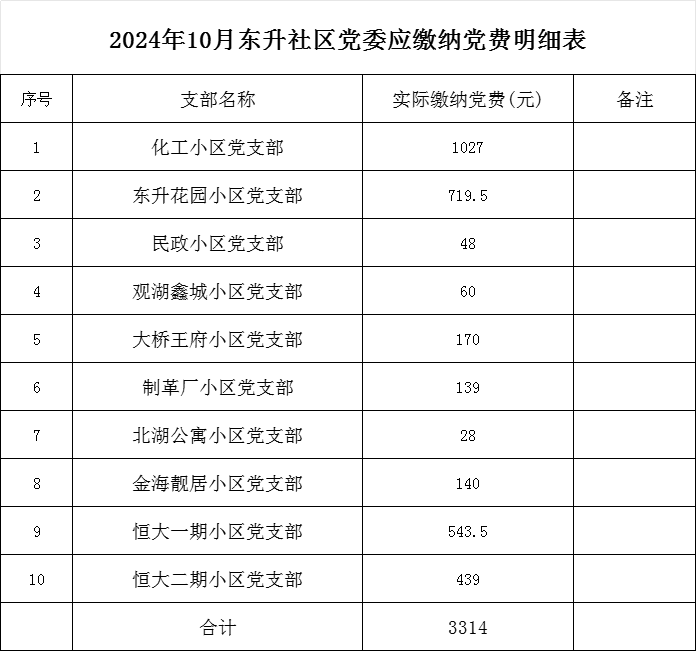 2024年10月东升社区党委应缴纳党费明细表
序号 支部名称 实际缴纳党费(元) 备注
1 化工小区党支部 1027
2 东升花园小区党支部 719.5
3 民政小区党支部 48
4 观湖鑫城小区党支部 60
5 大桥王府小区党支部 170
6 制革厂小区党支部 139
7 北湖公寓小区党支部 28
8 金海靓居小区党支部 140
9 恒大一期小区党支部 543.5
10 恒大二期小区党支部 439
合计 3314